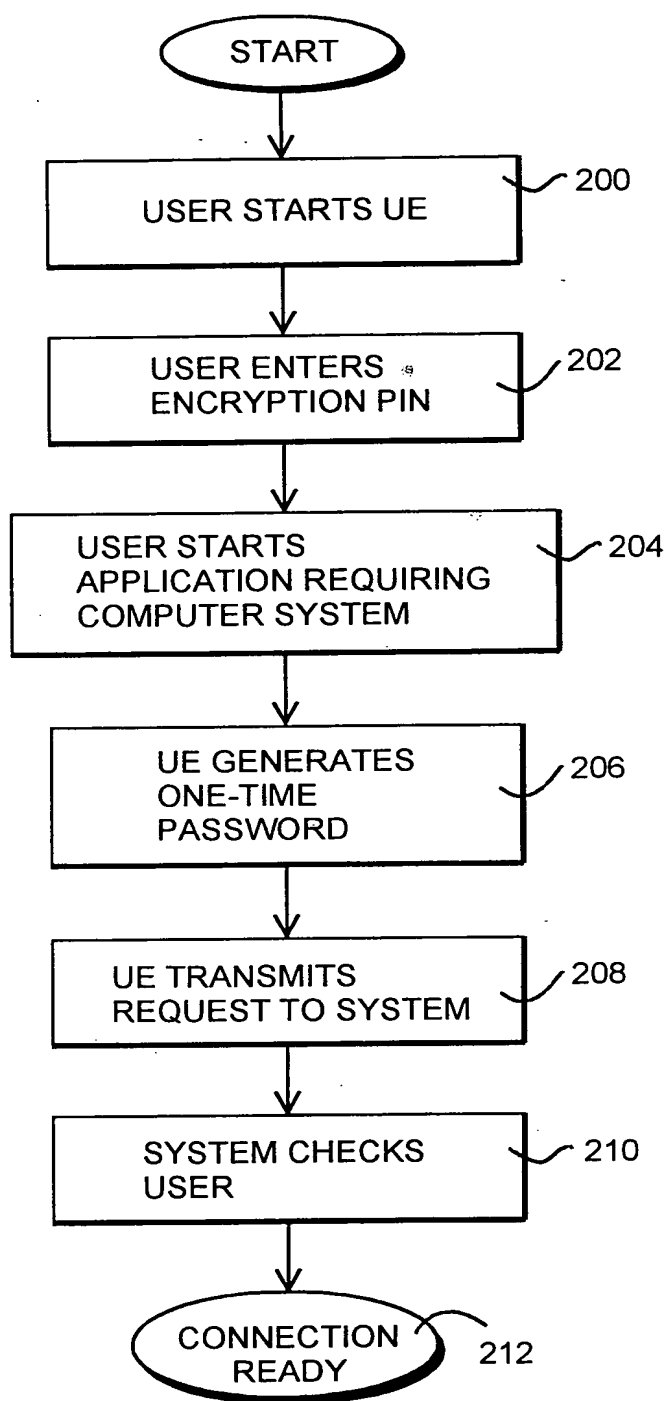 START
USER STARTS UE
200
USER ENTERS
ENCRYPTION PIN
202
USER STARTS
APPLICATION REQUIRING
COMPUTER SYSTEM
204
UE GENERATES
ONE-TIME
PASSWORD
206
UE TRANSMITS
REQUEST TO SYSTEM
208
SYSTEM CHECKS
USER
210
CONNECTION
READY
212